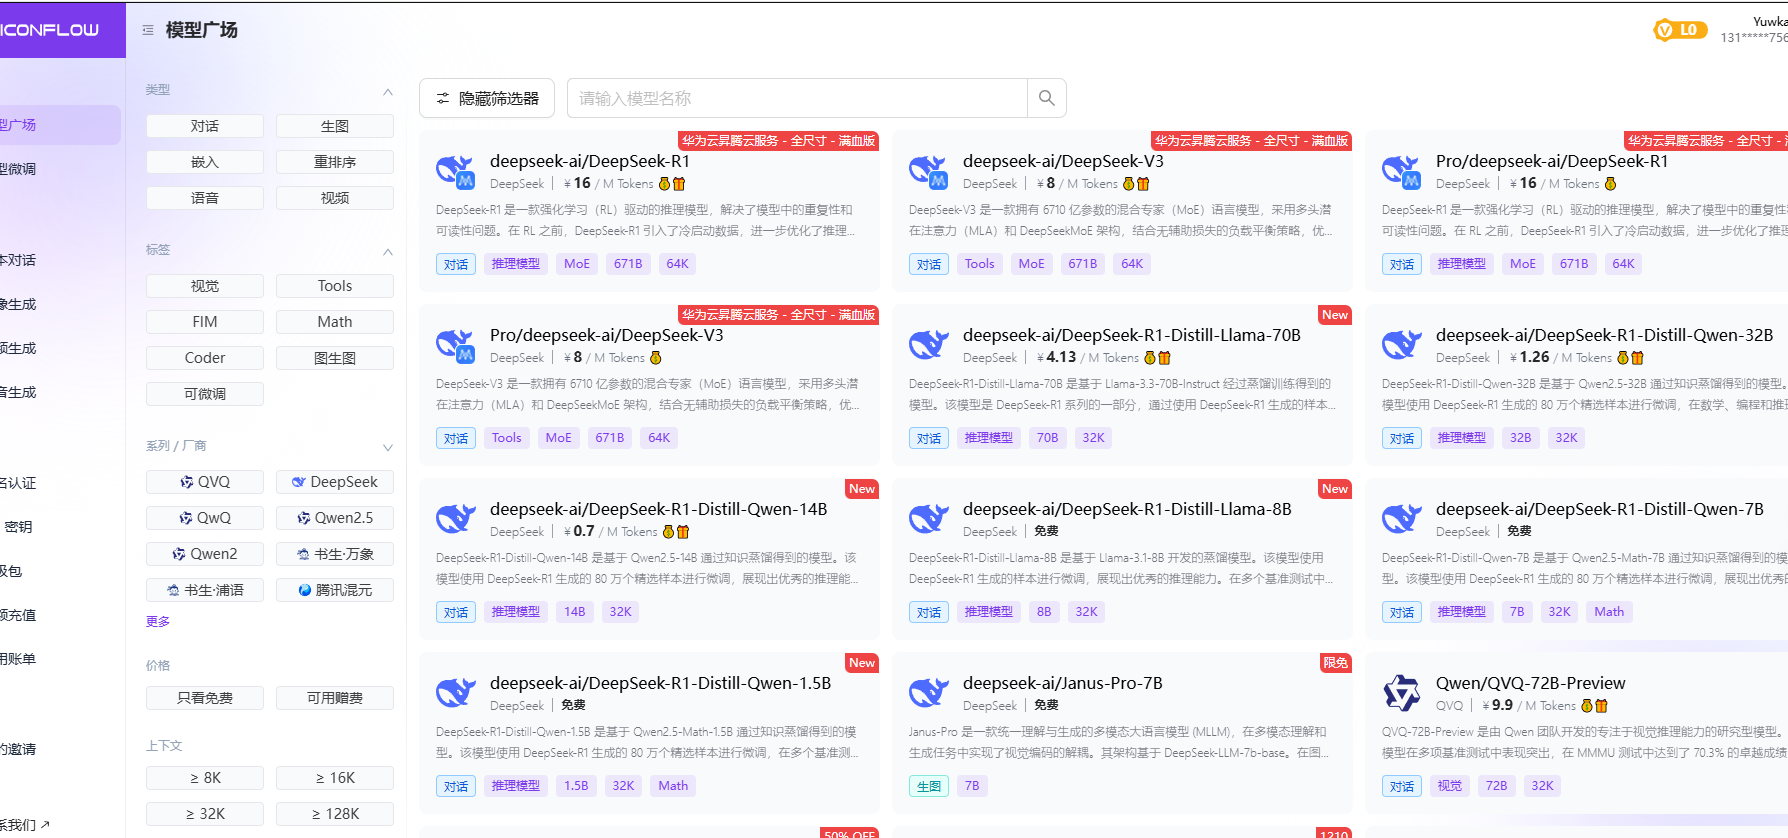 ICONFLOW
模型广场
L0
Yuwka
131*****756
型广场
型微调
本对话
像生成
频生成
音生成
名认证
密钥
级包
额充值
用账单
的邀请
系我们 ↗
类型
对话
生图
嵌入
重排序
语音
视频
标签
视觉
Tools
FIM
Math
Coder
图生图
可微调
系列 / 厂商
QVQ
DeepSeek
QwQ
Qwen2.5
Qwen2
书生·万象
书生·浦语
腾讯混元
更多
价格
只看免费
可用赠费
上下文
≥ 8K
≥ 16K
≥ 32K
≥ 128K
隐藏筛选器
请输入模型名称
华为云昇腾云服务 - 全尺寸 - 满血版
deepseek-ai/DeepSeek-R1
DeepSeek | ¥ 16 / M Tokens
DeepSeek-R1 是一款强化学习（RL）驱动的推理模型，解决了模型中的重复性和
可读性问题。在 RL 之前，DeepSeek-R1 引入了冷启动数据，进一步优化了推理...
对话 推理模型 MoE 671B 64K
华为云昇腾云服务 - 全尺寸 - 满血版
deepseek-ai/DeepSeek-V3
DeepSeek | ¥ 8 / M Tokens
DeepSeek-V3 是一款拥有 6710 亿参数的混合专家（MoE）语言模型，采用多头潜
在注意力（MLA）和 DeepSeekMoE 架构，结合无辅助损失的负载平衡策略，优...
对话 Tools MoE 671B 64K
华为云昇腾云服务 - 全尺寸 -
Pro/deepseek-ai/DeepSeek-R1
DeepSeek | ¥ 16 / M Tokens
DeepSeek-R1 是一款强化学习（RL）驱动的推理模型，解决了模型中的重复性
可读性问题。在 RL 之前，DeepSeek-R1 引入了冷启动数据，进一步优化了推
对话 推理模型 MoE 671B 64K
华为云昇腾云服务 - 全尺寸 - 满血版
Pro/deepseek-ai/DeepSeek-V3
DeepSeek | ¥ 8 / M Tokens
DeepSeek-V3 是一款拥有 6710 亿参数的混合专家（MoE）语言模型，采用多头潜
在注意力（MLA）和 DeepSeekMoE 架构，结合无辅助损失的负载平衡策略，优...
对话 Tools MoE 671B 64K
New
deepseek-ai/DeepSeek-R1-Distill-Llama-70B
DeepSeek | ¥ 4.13 / M Tokens
DeepSeek-R1-Distill-Llama-70B 是基于 Llama-3.3-70B-Instruct 经过蒸馏训练得到的
模型。该模型是 DeepSeek-R1 系列的一部分，通过使用 DeepSeek-R1 生成的样本...
对话 推理模型 70B 32K
deepseek-ai/DeepSeek-R1-Distill-Qwen-32B
DeepSeek | ¥ 1.26 / M Tokens
DeepSeek-R1-Distill-Qwen-32B 是基于 Qwen2.5-32B 通过知识蒸馏得到的模型。
模型使用 DeepSeek-R1 生成的 80 万个精选样本进行微调，在数学、编程和推
对话 推理模型 32B 32K
New
deepseek-ai/DeepSeek-R1-Distill-Qwen-14B
DeepSeek | ¥ 0.7 / M Tokens
DeepSeek-R1-Distill-Qwen-14B 是基于 Qwen2.5-14B 通过知识蒸馏得到的模型。该
模型使用 DeepSeek-R1 生成的 80 万个精选样本进行微调，展现出优秀的推理能...
对话 推理模型 14B 32K
New
deepseek-ai/DeepSeek-R1-Distill-Llama-8B
DeepSeek | 免费
DeepSeek-R1-Distill-Llama-8B 是基于 Llama-3.1-8B 开发的蒸馏模型。该模型使用
DeepSeek-R1 生成的样本进行微调，展现出优秀的推理能力。在多个基准测试中...
对话 推理模型 8B 32K
deepseek-ai/DeepSeek-R1-Distill-Qwen-7B
DeepSeek | 免费
DeepSeek-R1-Distill-Qwen-7B 是基于 Qwen2.5-Math-7B 通过知识蒸馏得到的模
型。该模型使用 DeepSeek-R1 生成的 80 万个精选样本进行微调，展现出优秀的
对话 推理模型 7B 32K Math
New
deepseek-ai/DeepSeek-R1-Distill-Qwen-1.5B
DeepSeek | 免费
DeepSeek-R1-Distill-Qwen-1.5B 是基于 Qwen2.5-Math-1.5B 通过知识蒸馏得到的模
型。该模型使用 DeepSeek-R1 生成的 80 万个精选样本进行微调，在多个基准测...
对话 推理模型 1.5B 32K Math
限免
deepseek-ai/Janus-Pro-7B
DeepSeek | 免费
Janus-Pro 是一款统一理解与生成的多模态大语言模型 (MLLM)，在多模态理解和
生成任务中实现了视觉编码的解耦。其架构基于 DeepSeek-LLM-7b-base。在图...
生图 7B
Qwen/QVQ-72B-Preview
QVQ | ¥ 9.9 / M Tokens
QVQ-72B-Preview 是由 Qwen 团队开发的专注于视觉推理能力的研究型模型。
模型在多项基准测试中表现突出，在 MMMU 测试中达到了 70.3% 的卓越成绩
对话 视觉 72B 32K
50% OFF
1210